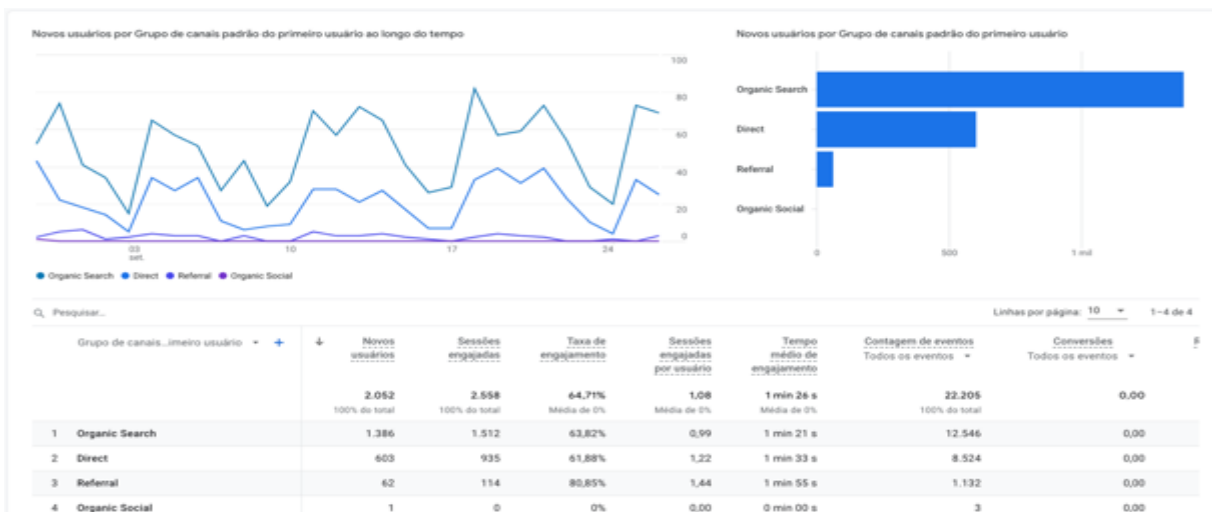 Novos usuários por Grupo de canais padrão do primeiro usuário ao longo do tempo
100
80
60
40
20
0
03 set.
10
17
24
Organic Search Direct Referral Organic Social
Novos usuários por Grupo de canais padrão do primeiro usuário
Organic Search
Direct
Referral
Organic Social
0 500 1 mil
Pesquisar...
Linhas por página: 10 1–4 de 4
Grupo de canais...imeiro usuário + ↓ Novos usuários Sessões engajadas Taxa de engajamento Sessões engajadas por usuário Tempo médio de engajamento Contagem de eventos Todos os eventos Conversões Todos os eventos
2.052 2.558 64,71% 1,08 1 min 26 s 22.205 0,00
100% do total 100% do total Média de 0% Média de 0% Média de 0% 100% do total
1 Organic Search 1.386 1.512 63,82% 0,99 1 min 21 s 12.546 0,00
2 Direct 603 935 61,88% 1,22 1 min 33 s 8.524 0,00
3 Referral 62 114 80,85% 1,44 1 min 55 s 1.132 0,00
4 Organic Social 1 0 0% 0,00 0 min 00 s 3 0,00